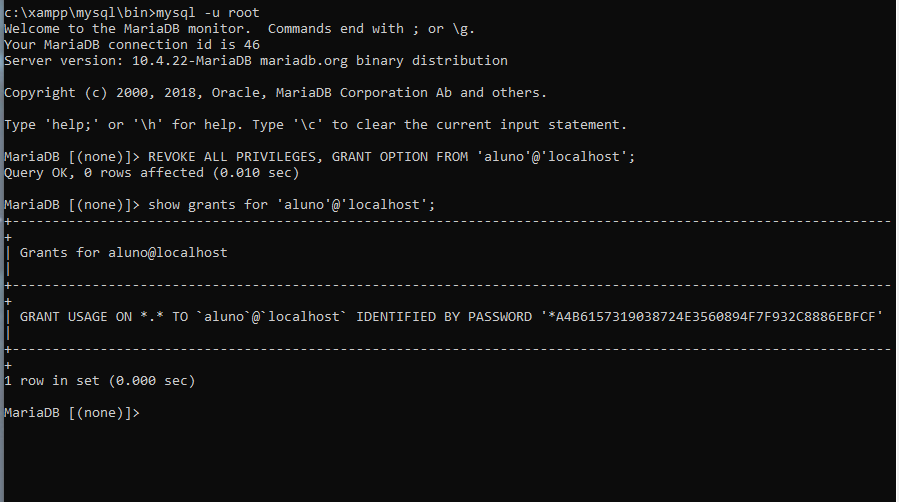 c:\xampp\mysql\bin>mysql -u root
Welcome to the MariaDB monitor.  Commands end with ; or \g.
Your MariaDB connection id is 46
Server version: 10.4.22-MariaDB mariadb.org binary distribution
Copyright (c) 2000, 2018, Oracle, MariaDB Corporation Ab and others.
Type 'help;' or '\h' for help. Type '\c' to clear the current input statement.
MariaDB [(none)]> REVOKE ALL PRIVILEGES, GRANT OPTION FROM 'aluno'@'localhost';
Query OK, 0 rows affected (0.010 sec)
MariaDB [(none)]> show grants for 'aluno'@'localhost';
+--------------------------------------------------------------------------------------------------------------
+
| Grants for aluno@localhost
|
+--------------------------------------------------------------------------------------------------------------
+
| GRANT USAGE ON *.* TO `aluno`@`localhost` IDENTIFIED BY PASSWORD '*A4B6157319038724E3560894F7F932C8886EBFCF'
|
+--------------------------------------------------------------------------------------------------------------
+
1 row in set (0.000 sec)
MariaDB [(none)]>